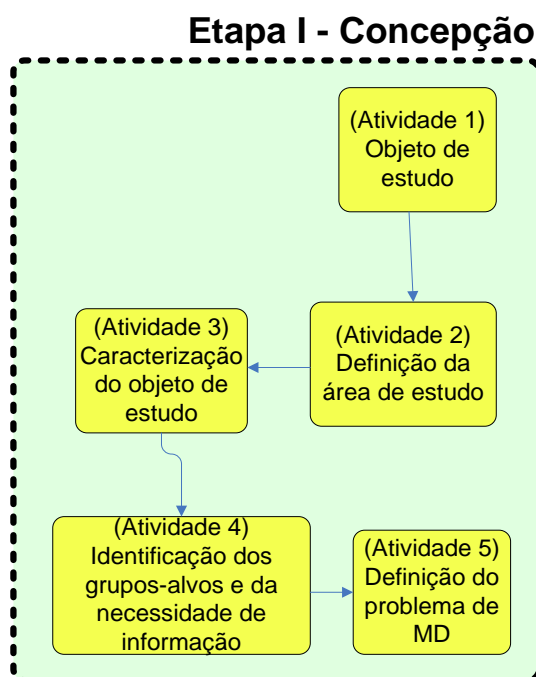 Etapa I - Concepção
(Atividade 1)
Objeto de
estudo
(Atividade 2)
Definição da
área de estudo
(Atividade 3)
Caracterização
do objeto de
estudo
(Atividade 4)
Identificação dos
grupos-alvos e da
necessidade de
informação
(Atividade 5)
Definição do
problema de
MD